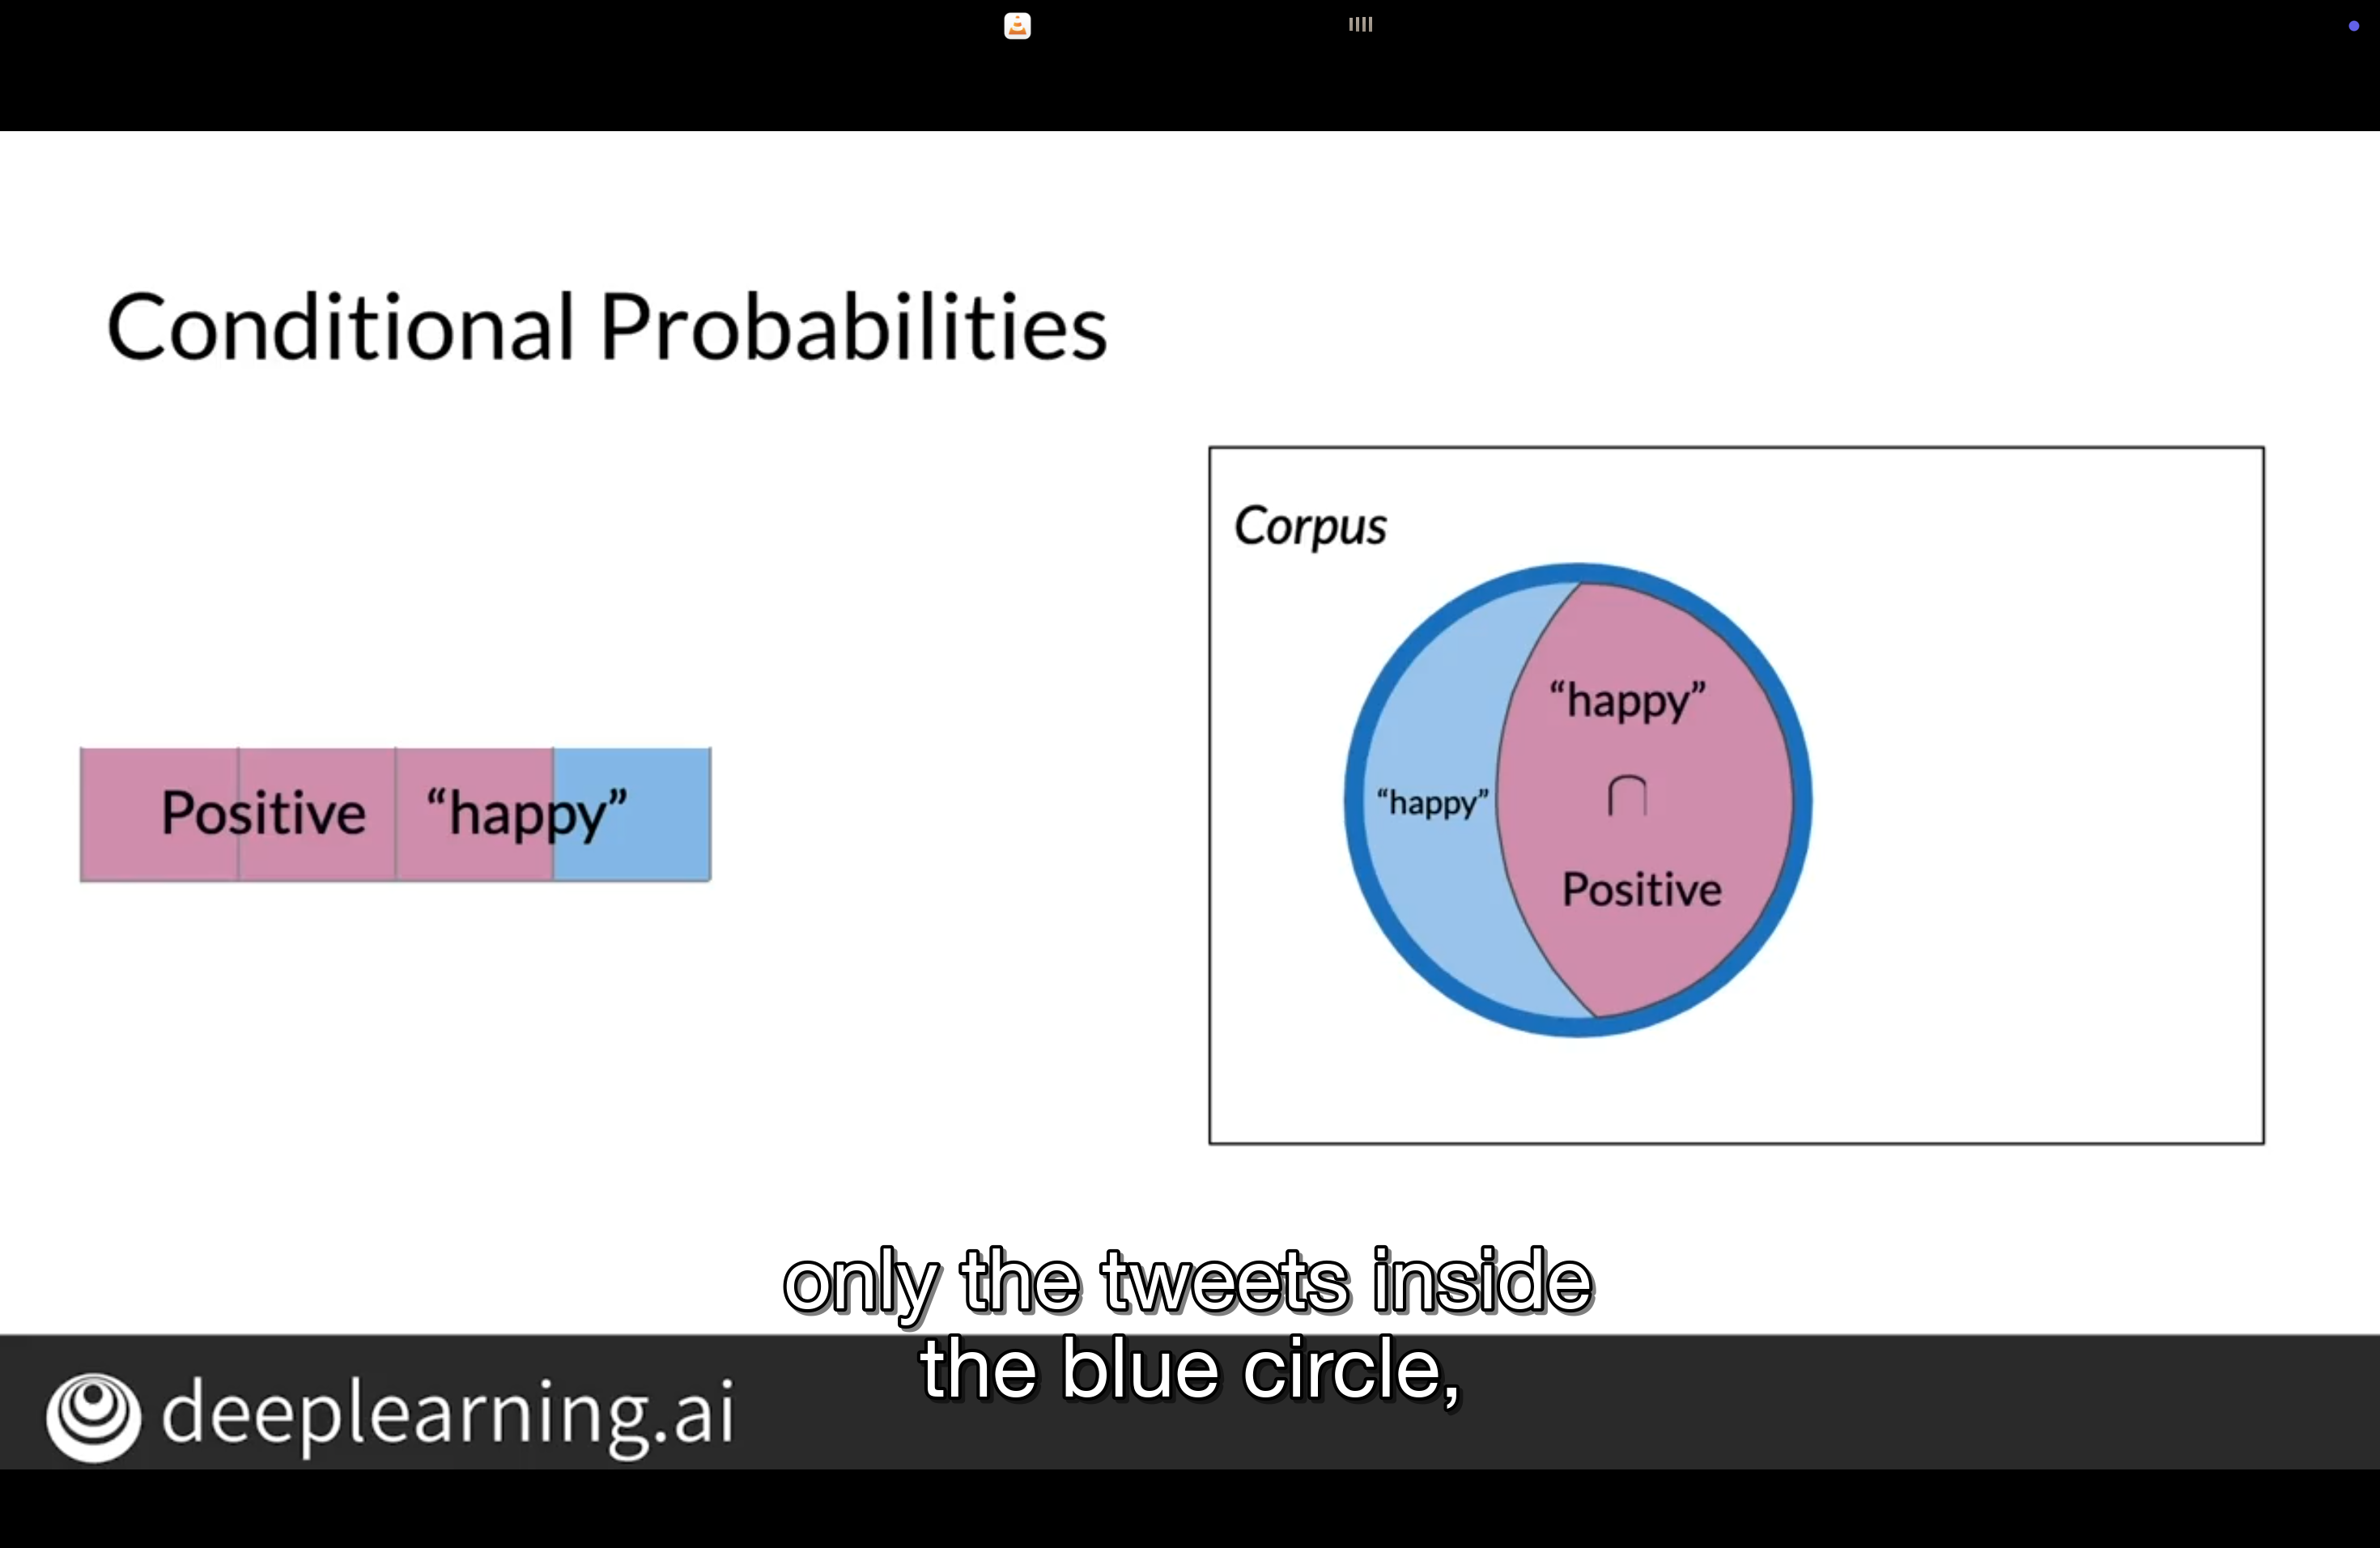 Conditional Probabilities
Positive “happy”
Corpus
“happy”
∩
“happy”
Positive
only the tweets inside
the blue circle,
deeplearning.ai